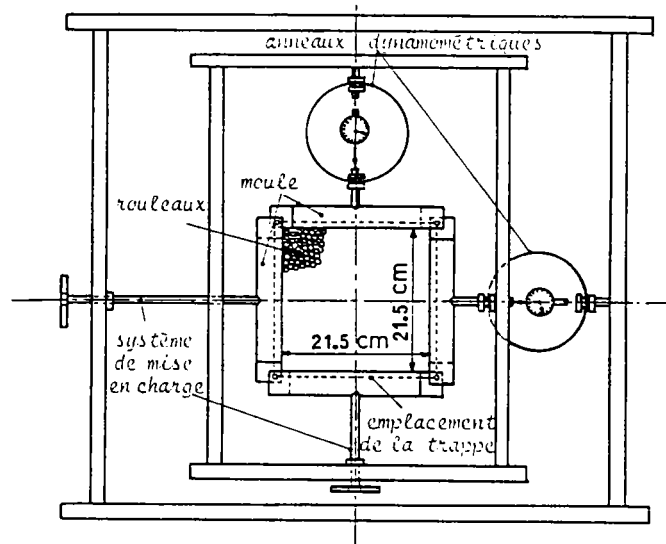 anneaux dynamométriques
moule
rouleaux
21.5 cm
21.5 cm
système
de mise
en charge
emplacement
de la trappe